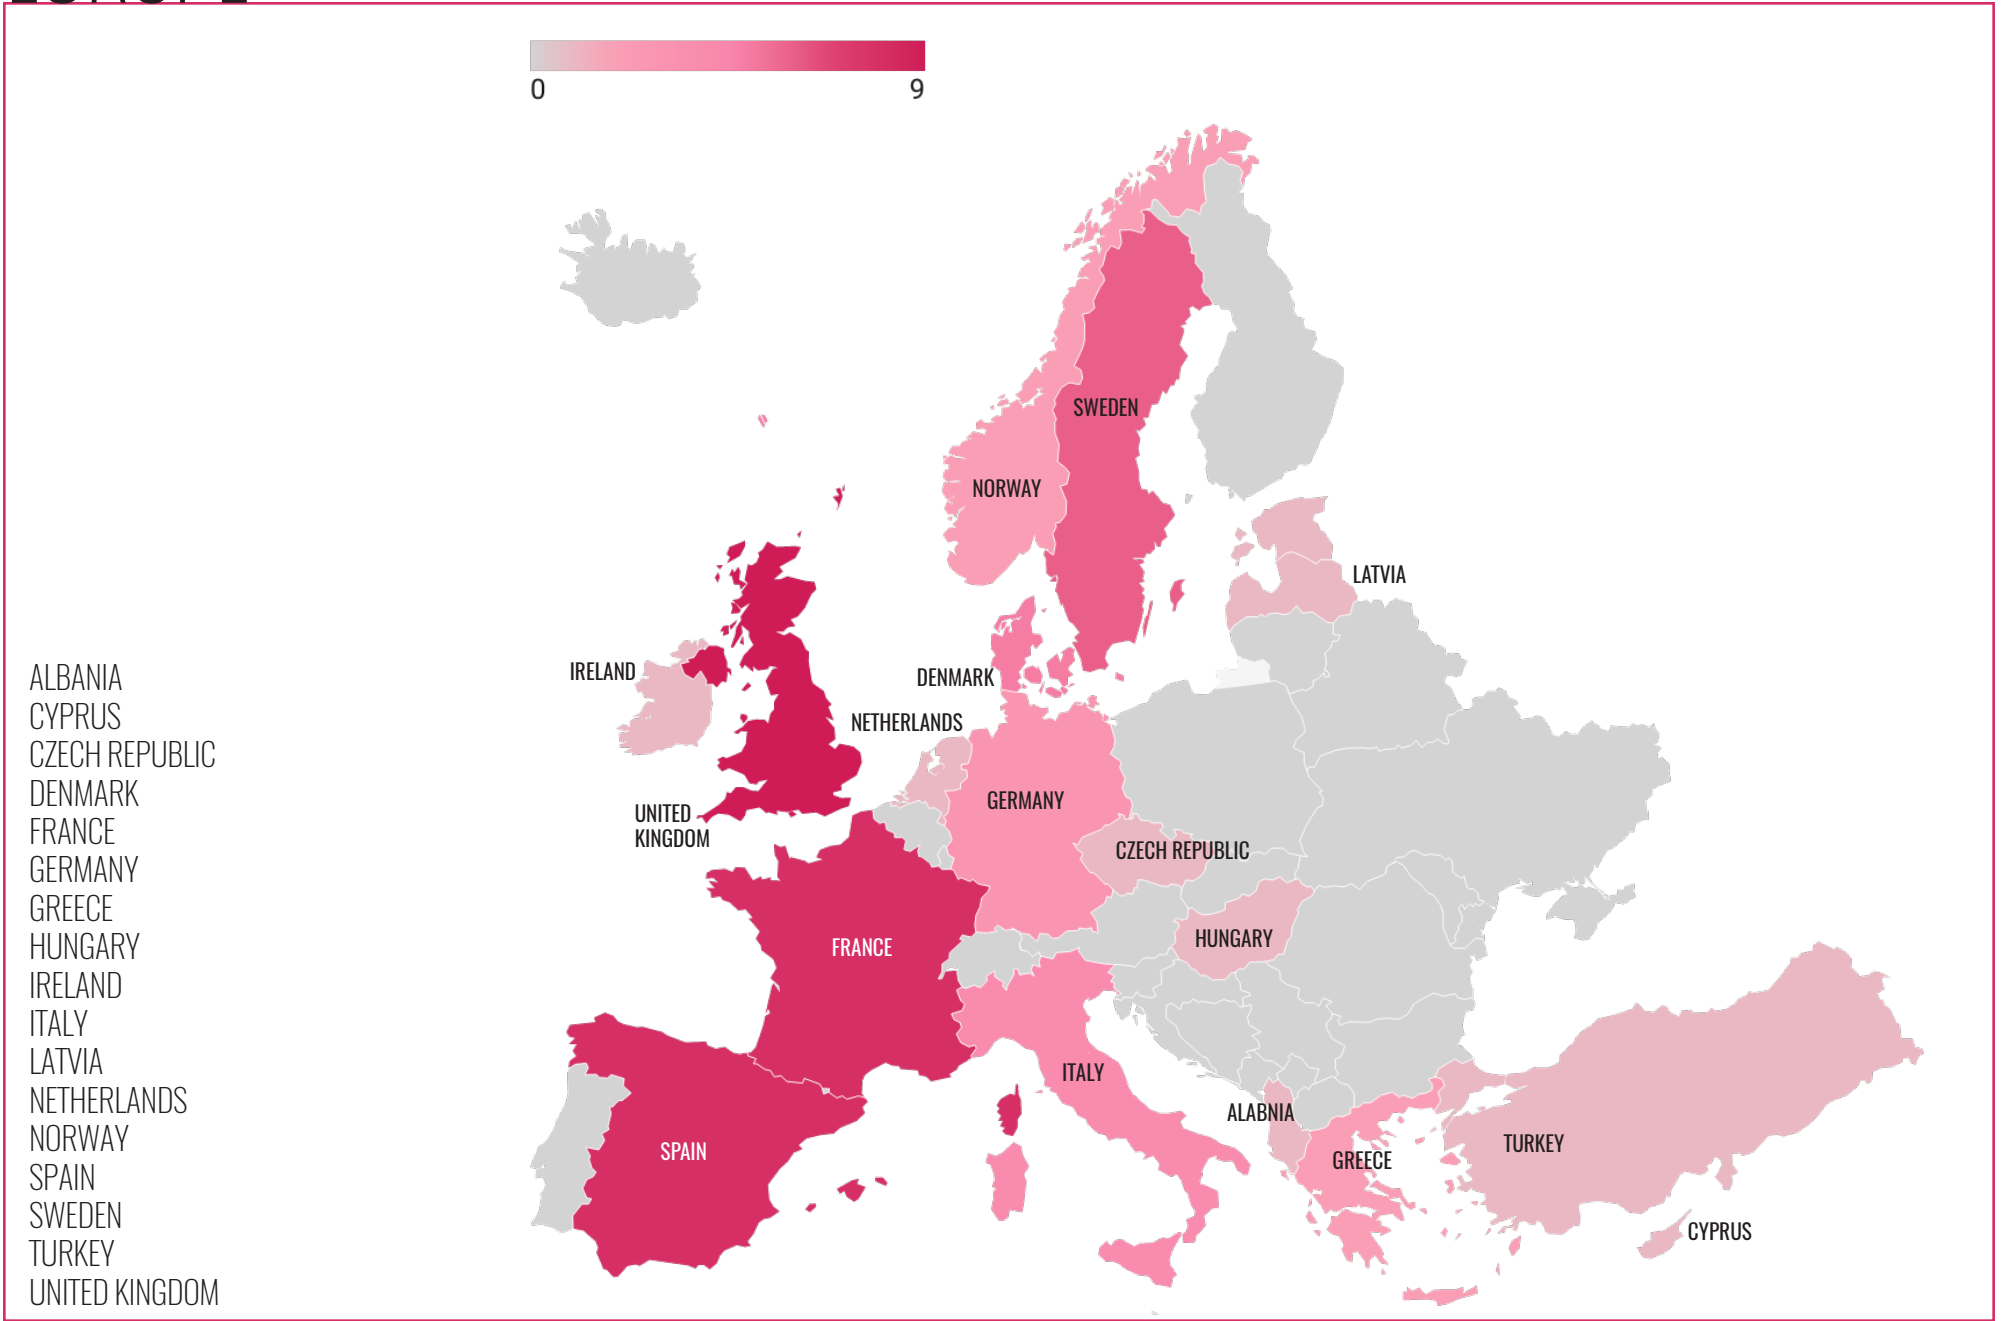 0
9
SWEDEN
NORWAY
LATVIA
IRELAND
DENMARK
NETHERLANDS
GERMANY
UNITED
KINGDOM
CZECH REPUBLIC
FRANCE
HUNGARY
ITALY
ALABNIA
SPAIN
GREECE
TURKEY
CYPRUS
ALBANIA
CYPRUS
CZECH REPUBLIC
DENMARK
FRANCE
GERMANY
GREECE
HUNGARY
IRELAND
ITALY
LATVIA
NETHERLANDS
NORWAY
SPAIN
SWEDEN
TURKEY
UNITED KINGDOM